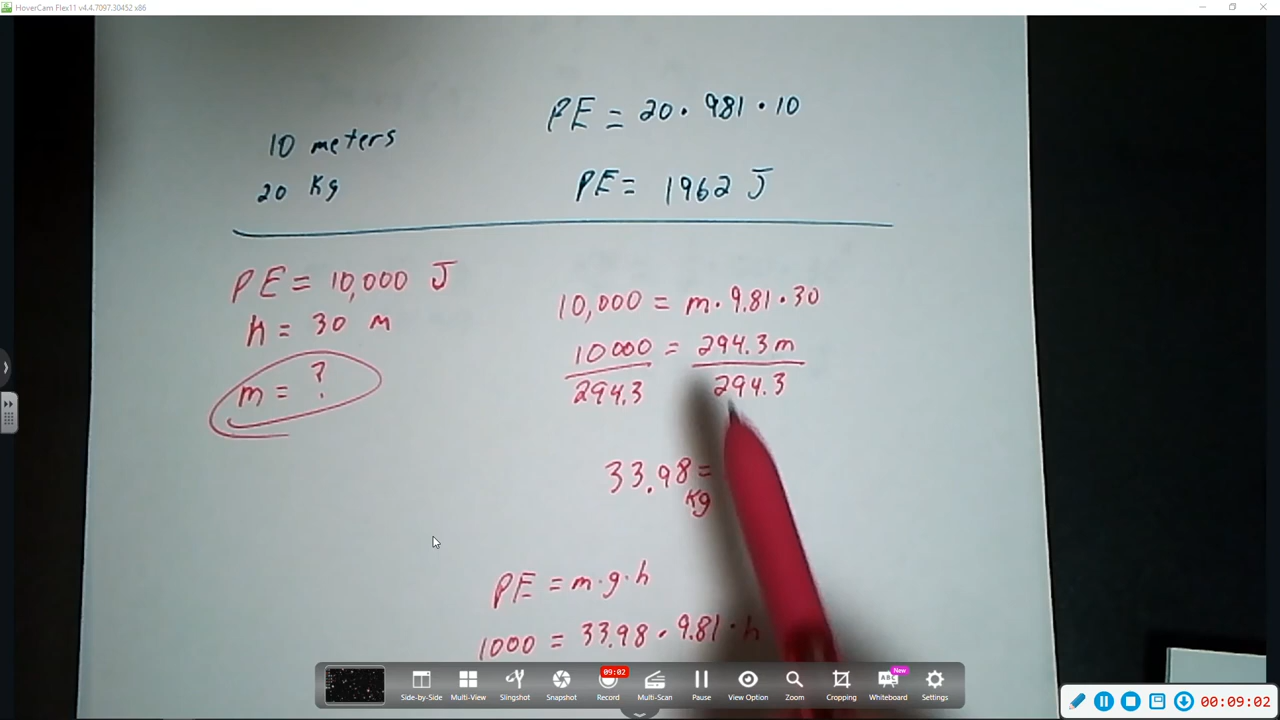 HoverCam Flex11 v4.4.7097.30452 x86
10 meters
20 Kg
PE = 20 · 981 · 10
PE = 1962 J
PE = 10,000 J
h = 30 m
m = ?
10,000 = m · 9.81 · 30
10000 = 294.3m
294.3 294.3
33.98 =
Kg
PE = m · g · h
1000 = 33.98 · 9.81 · h
09:02
New
ABC
Side-by-Side Multi-View Slingshot Snapshot Record Multi-Scan Pause View Option Zoom Cropping Whiteboard Settings
00:09:02